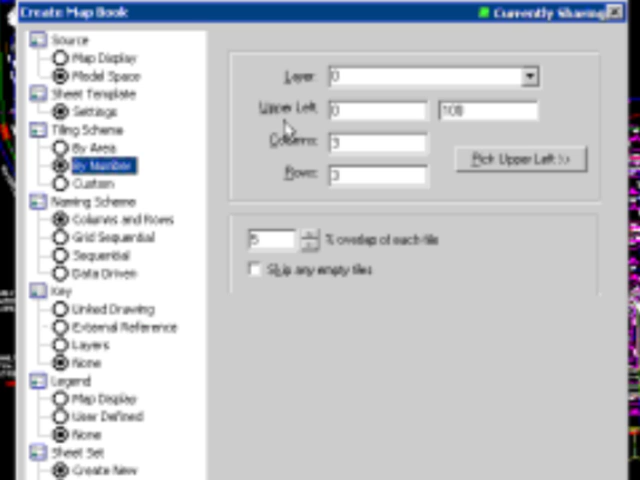 Create Map Book
Currently Sharing
Source
Map Display
Model Space
Sheet Template
Settings
Tiling Scheme
By Area
By Number
Custom
Naming Scheme
Columns and Rows
Grid Sequential
Sequential
Data Driven
Key
Linked Drawing
External Reference
Layers
None
Legend
Map Display
User Defined
None
Sheet Set
Create New
Layer: 0
Upper Left: 0 100
Columns: 3
Pick Upper Left >>
Rows: 3
5 % overlap of each tile
Skip any empty tiles